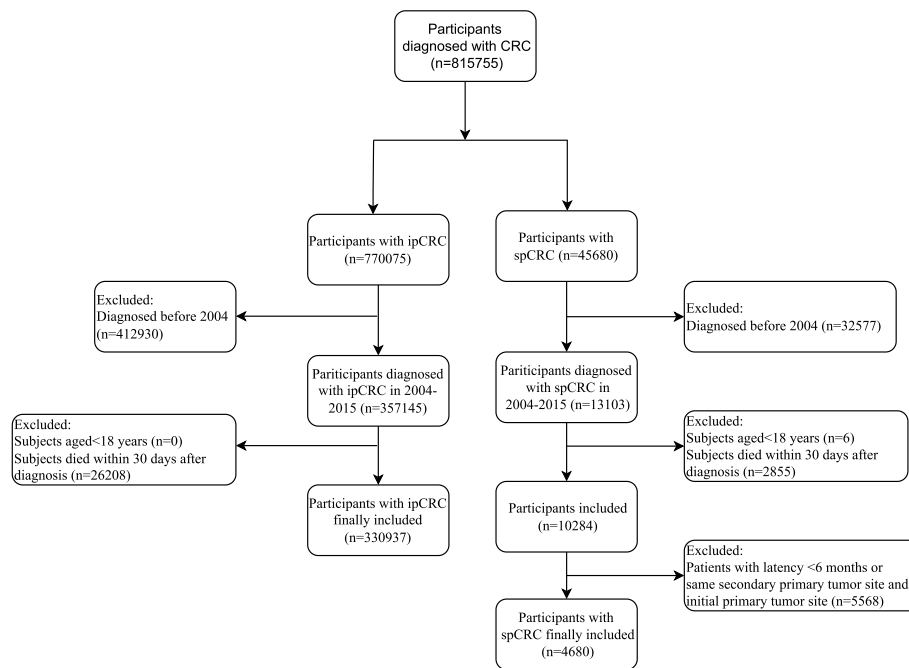 Participants
diagnosed with CRC
(n=815755)
Participants with ipCRC
(n=770075)
Participants with
spCRC (n=45680)
Excluded:
Diagnosed before 2004
(n=412930)
Excluded:
Diagnosed before 2004 (n=32577)
Pariticipants diagnosed
with ipCRC in 2004-
2015 (n=357145)
Pariticipants diagnosed
with spCRC in
2004-2015 (n=13103)
Excluded:
Subjects aged<18 years (n=0)
Subjects died within 30 days after
diagnosis (n=26208)
Excluded:
Subjects aged<18 years (n=6)
Subjects died within 30 days after
diagnosis (n=2855)
Participants with ipCRC
finally included
(n=330937)
Participants included
(n=10284)
Excluded:
Patients with latency <6 months or
same secondary primary tumor site and
initial primary tumor site (n=5568)
Participants with
spCRC finally included
(n=4680)